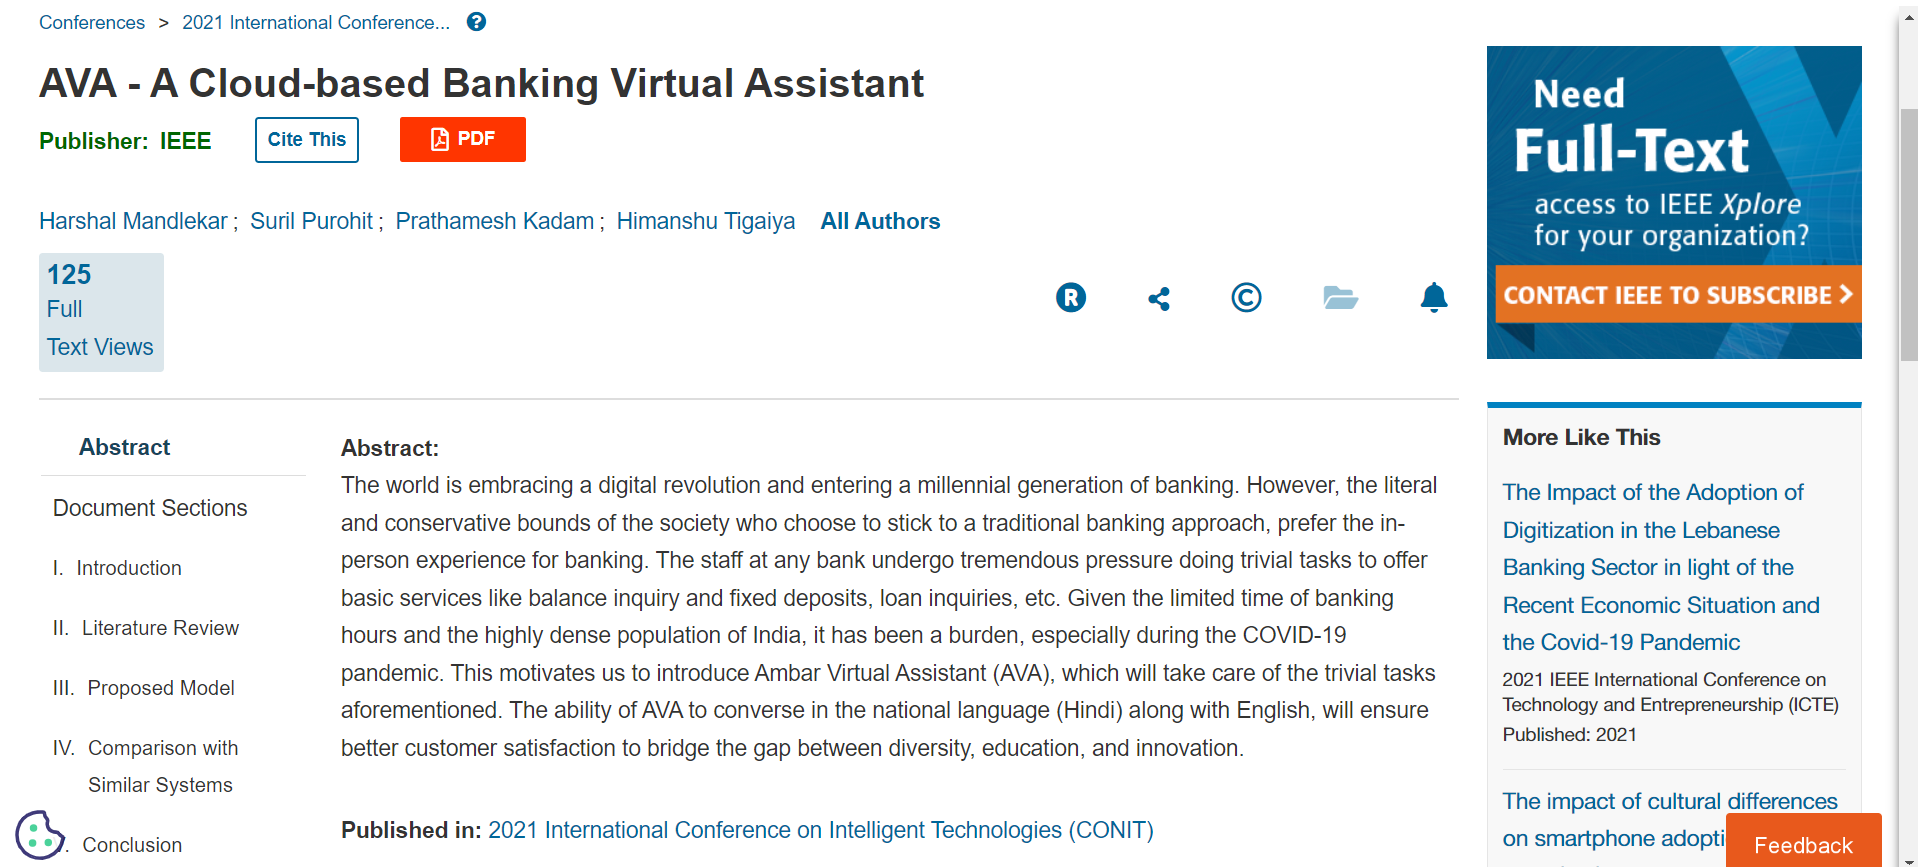 Conferences > 2021 International Conference... ?
AVA - A Cloud-based Banking Virtual Assistant
Publisher: IEEE
Cite This
PDF
Harshal Mandlekar ; Suril Purohit ; Prathamesh Kadam ; Himanshu Tigaiya All Authors
125
Full
Text Views
R
©
Abstract
Document Sections
I. Introduction
II. Literature Review
III. Proposed Model
IV. Comparison with
Similar Systems
Conclusion
Abstract:
The world is embracing a digital revolution and entering a millennial generation of banking. However, the literal
and conservative bounds of the society who choose to stick to a traditional banking approach, prefer the in-
person experience for banking. The staff at any bank undergo tremendous pressure doing trivial tasks to offer
basic services like balance inquiry and fixed deposits, loan inquiries, etc. Given the limited time of banking
hours and the highly dense population of India, it has been a burden, especially during the COVID-19
pandemic. This motivates us to introduce Ambar Virtual Assistant (AVA), which will take care of the trivial tasks
aforementioned. The ability of AVA to converse in the national language (Hindi) along with English, will ensure
better customer satisfaction to bridge the gap between diversity, education, and innovation.
Published in: 2021 International Conference on Intelligent Technologies (CONIT)
Need
Full-Text
access to IEEE Xplore
for your organization?
CONTACT IEEE TO SUBSCRIBE >
More Like This
The Impact of the Adoption of
Digitization in the Lebanese
Banking Sector in light of the
Recent Economic Situation and
the Covid-19 Pandemic
2021 IEEE International Conference on
Technology and Entrepreneurship (ICTE)
Published: 2021
The impact of cultural differences
on smartphone adopti
Feedback